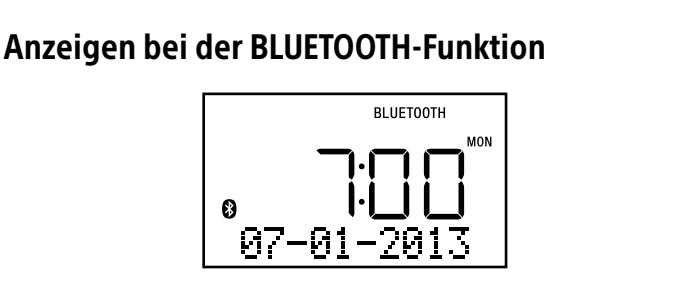 Anzeigen bei der BLUETOOTH-Funktion
BLUETOOTH
MON
7:00
07-01-2013